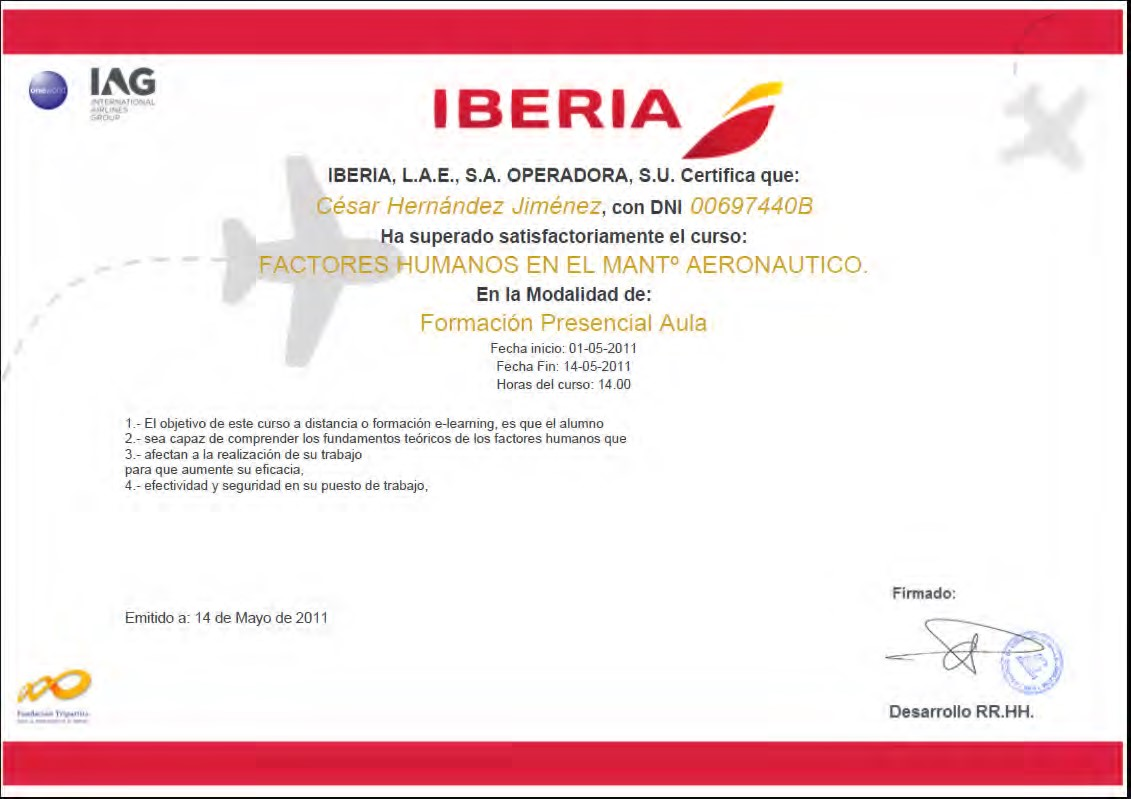 oneworld
IAG
INTERNATIONAL
AIRLINES
GROUP
IBERIA
IBERIA, L.A.E., S.A. OPERADORA, S.U. Certifica que:
César Hernández Jiménez, con DNI 00697440B
Ha superado satisfactoriamente el curso:
FACTORES HUMANOS EN EL MANTº AERONAUTICO.
En la Modalidad de:
Formación Presencial Aula
Fecha inicio: 01-05-2011
Fecha Fin: 14-05-2011
Horas del curso: 14.00
1.- El objetivo de este curso a distancia o formación e-learning, es que el alumno
2.- sea capaz de comprender los fundamentos teóricos de los factores humanos que
3.- afectan a la realización de su trabajo
para que aumente su eficacia,
4.- efectividad y seguridad en su puesto de trabajo,
Emitido a: 14 de Mayo de 2011
Firmado:
Desarrollo RR.HH.
Fundación Tripartita